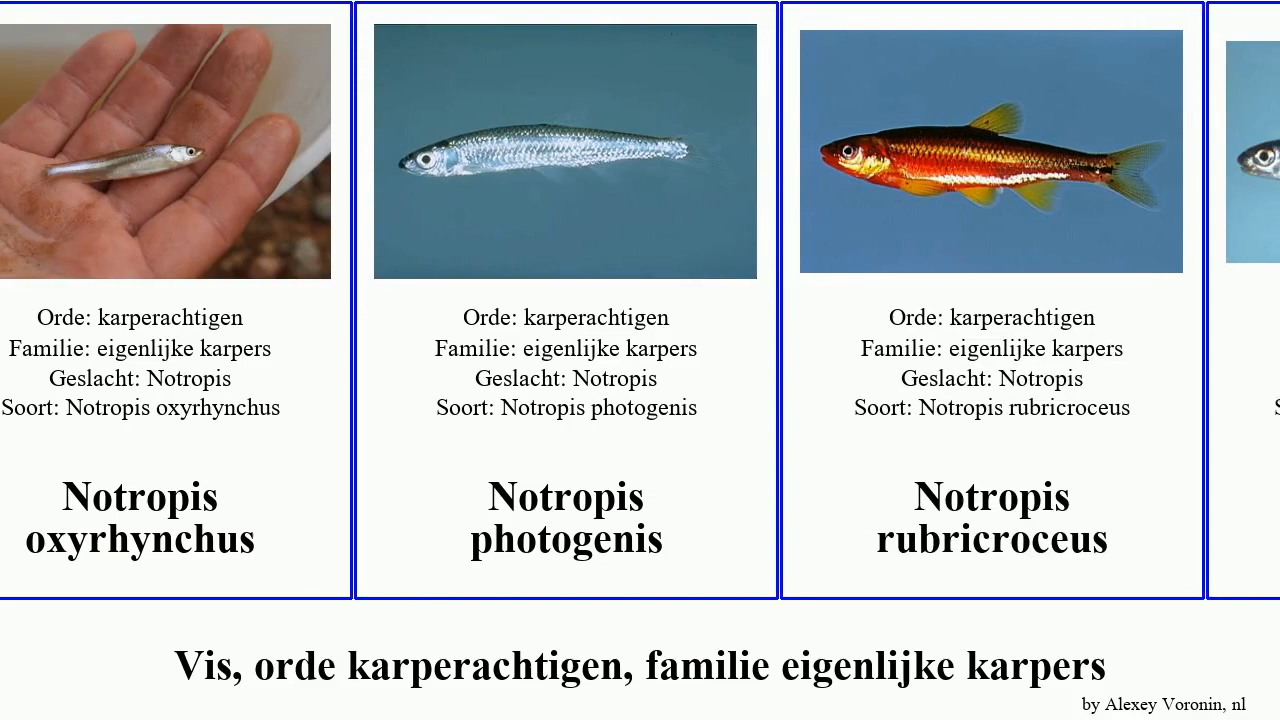 Orde: karperachtigen
Familie: eigenlijke karpers
Geslacht: Notropis
Soort: Notropis oxyrhynchus
Notropis
oxyrhynchus
Orde: karperachtigen
Familie: eigenlijke karpers
Geslacht: Notropis
Soort: Notropis photogenis
Notropis
photogenis
Orde: karperachtigen
Familie: eigenlijke karpers
Geslacht: Notropis
Soort: Notropis rubricroceus
Notropis
rubricroceus
Vis, orde karperachtigen, familie eigenlijke karpers
by Alexey Voronin, nl